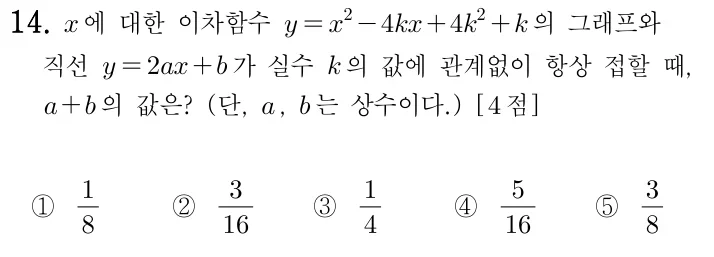 14. x에 대한 이차함수 y=x²-4kx+4k²+k의 그래프와
직선 y=2ax+b가 실수 k의 값에 관계없이 항상 접할 때,
a+b의 값은? (단, a, b는 상수이다.) [4점]
① 1/8 ② 3/16 ③ 1/4 ④ 5/16 ⑤ 3/8